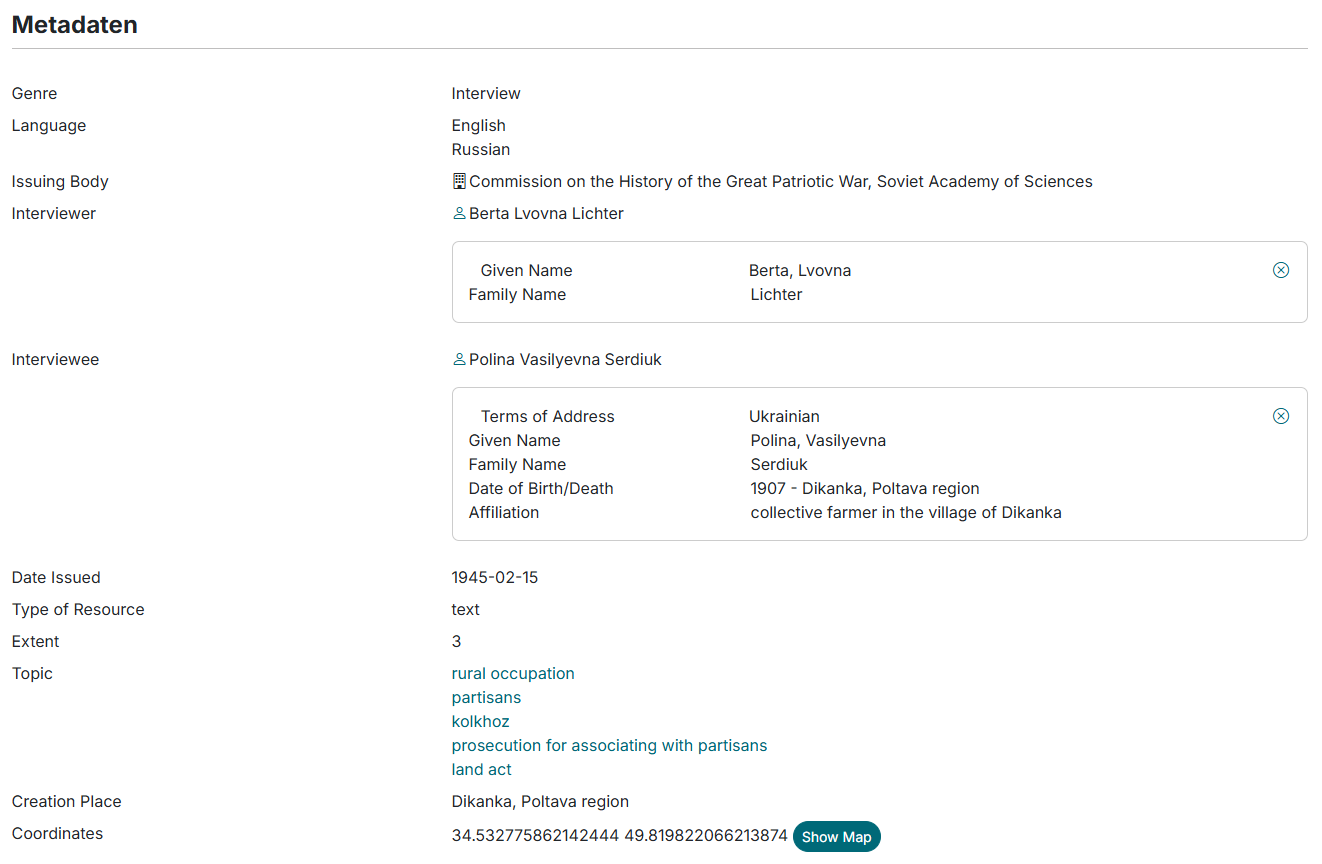 Metadaten
Genre Interview
Language English
Russian
Issuing Body Commission on the History of the Great Patriotic War, Soviet Academy of Sciences
Interviewer Berta Lvovna Lichter
Given Name Berta, Lvovna
Family Name Lichter
Interviewee Polina Vasilyevna Serdiuk
Terms of Address Ukrainian
Given Name Polina, Vasilyevna
Family Name Serdiuk
Date of Birth/Death 1907 - Dikanka, Poltava region
Affiliation collective farmer in the village of Dikanka
Date Issued 1945-02-15
Type of Resource text
Extent 3
Topic rural occupation
partisans
kolkhoz
prosecution for associating with partisans
land act
Creation Place Dikanka, Poltava region
Coordinates 34.532775862142444 49.819822066213874 Show Map